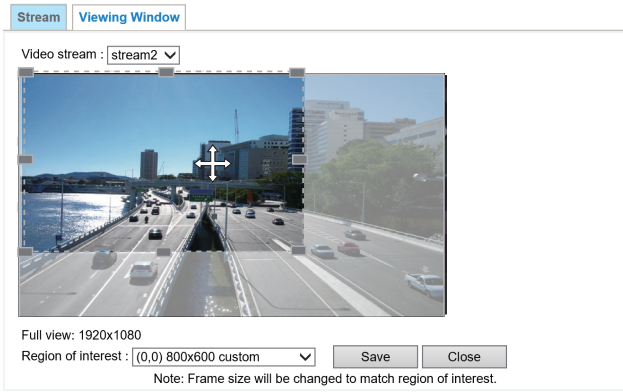 Stream
Viewing Window
Video stream : stream2
Full view: 1920x1080
Region of interest : (0,0) 800x600 custom
Save
Close
Note: Frame size will be changed to match region of interest.